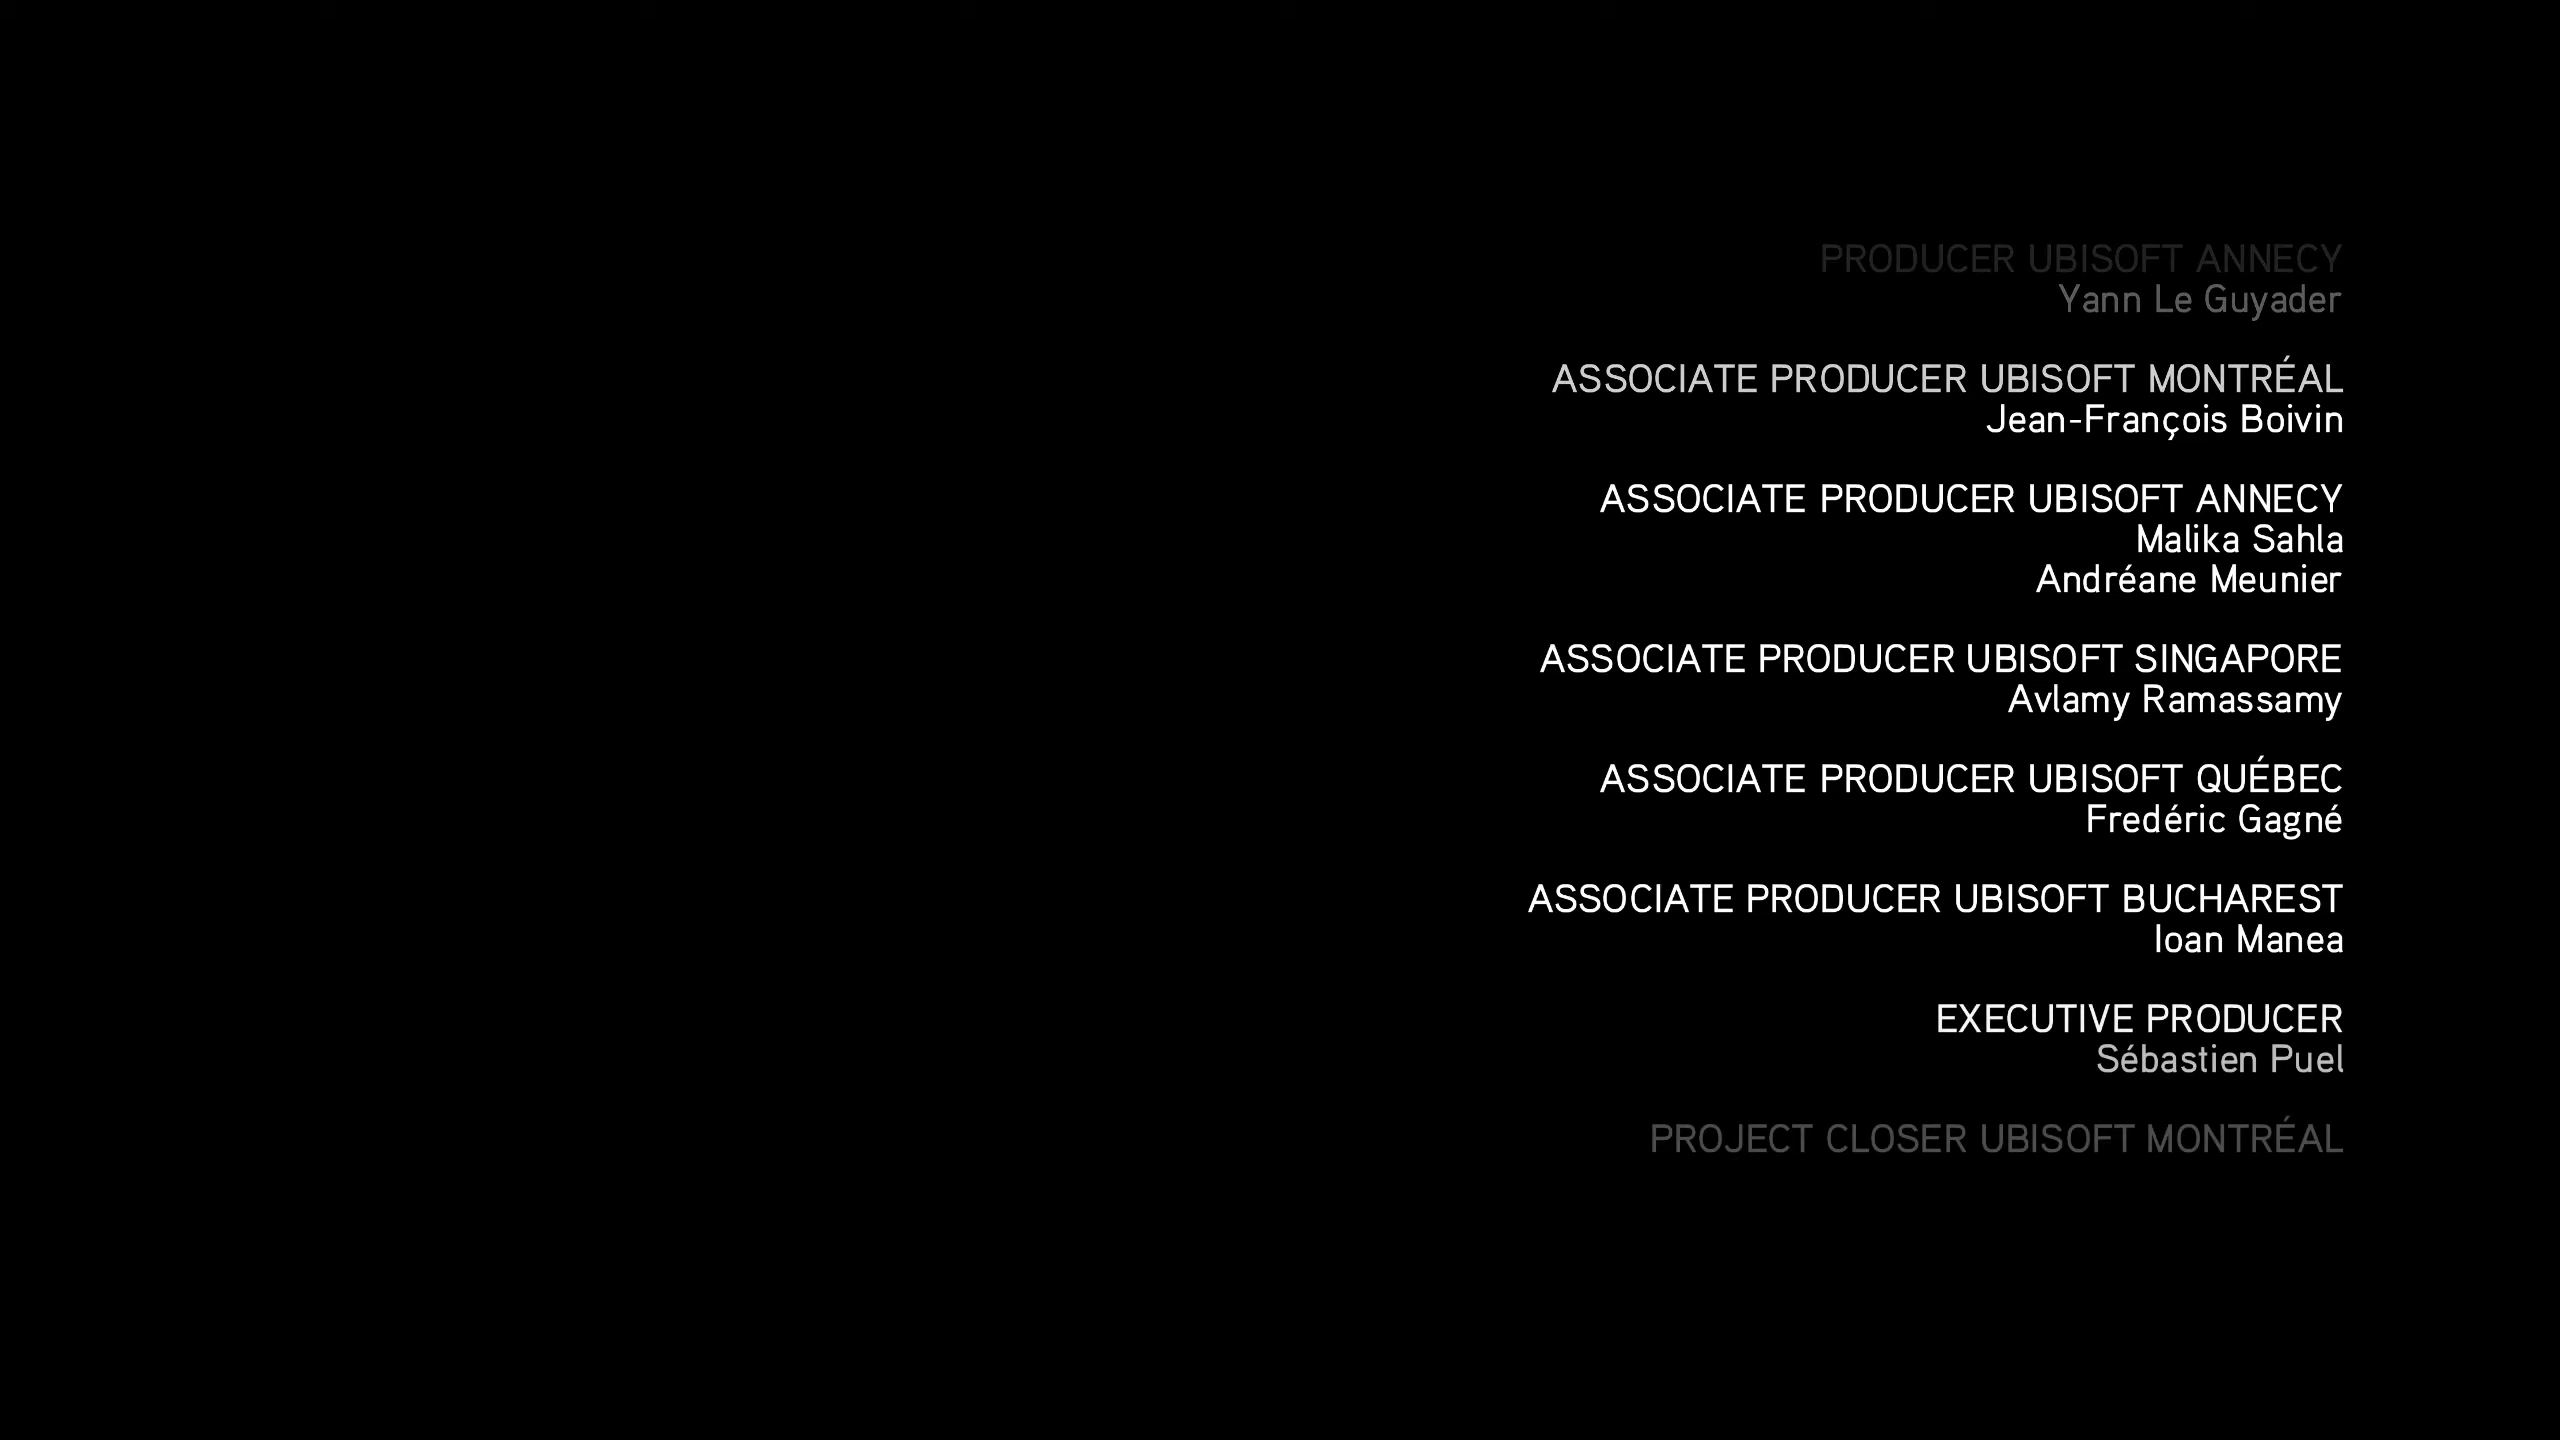 PRODUCER UBISOFT ANNECY
Yann Le Guyader
ASSOCIATE PRODUCER UBISOFT MONTRÉAL
Jean-François Boivin
ASSOCIATE PRODUCER UBISOFT ANNECY
Malika Sahla
Andréane Meunier
ASSOCIATE PRODUCER UBISOFT SINGAPORE
Avlamy Ramassamy
ASSOCIATE PRODUCER UBISOFT QUÉBEC
Fredéric Gagné
ASSOCIATE PRODUCER UBISOFT BUCHAREST
Ioan Manea
EXECUTIVE PRODUCER
Sébastien Puel
PROJECT CLOSER UBISOFT MONTRÉAL